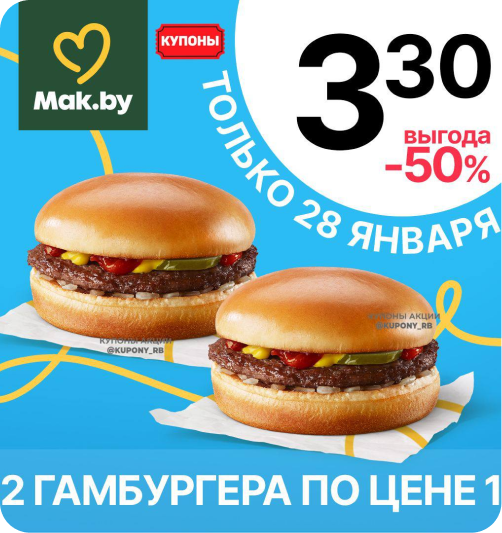 Mak.by
КУПОНЫ
3 30
выгода
-50%
ТОЛЬКО 28 ЯНВАРЯ
КУПОНЫ АКЦИИ
@KUPONY_RB
КУПОНЫ АКЦИИ
@KUPONY_RB
2 ГАМБУРГЕРА ПО ЦЕНЕ 1